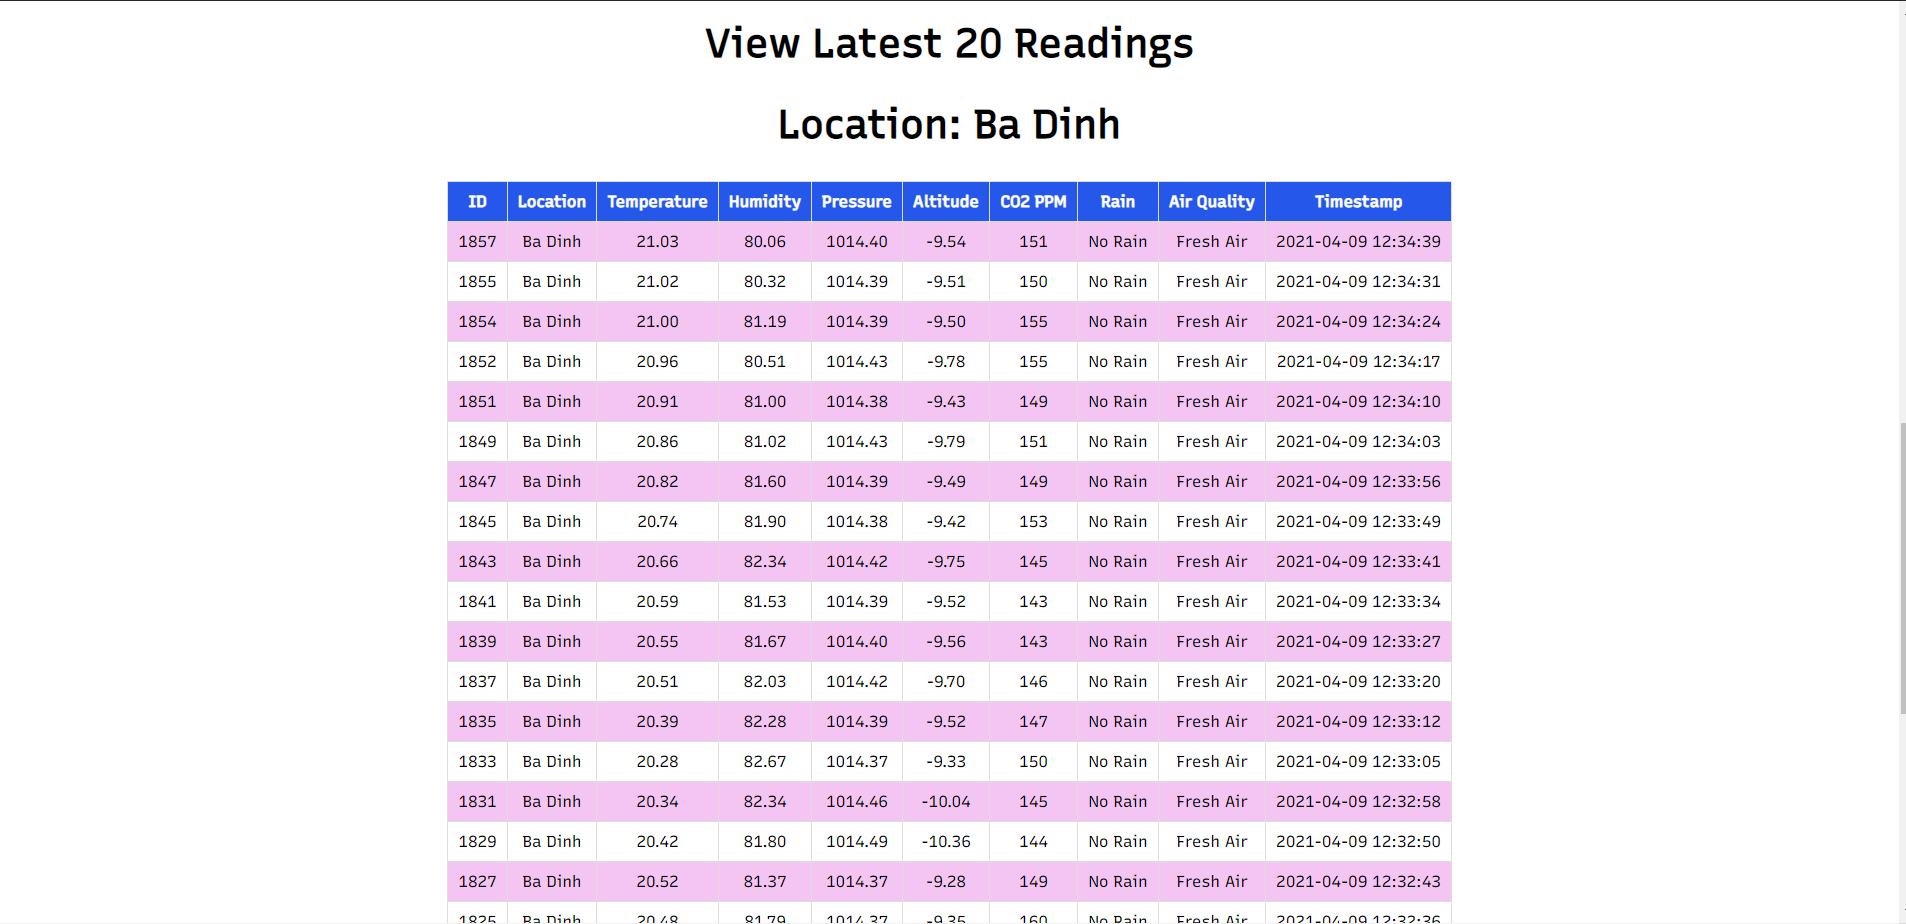 View Latest 20 Readings
Location: Ba Dinh
ID Location Temperature Humidity Pressure Altitude CO2 PPM Rain Air Quality Timestamp
1857 Ba Dinh 21.03 80.06 1014.40 -9.54 151 No Rain Fresh Air 2021-04-09 12:34:39
1855 Ba Dinh 21.02 80.32 1014.39 -9.51 150 No Rain Fresh Air 2021-04-09 12:34:31
1854 Ba Dinh 21.00 81.19 1014.39 -9.50 155 No Rain Fresh Air 2021-04-09 12:34:24
1852 Ba Dinh 20.96 80.51 1014.43 -9.78 155 No Rain Fresh Air 2021-04-09 12:34:17
1851 Ba Dinh 20.91 81.00 1014.38 -9.43 149 No Rain Fresh Air 2021-04-09 12:34:10
1849 Ba Dinh 20.86 81.02 1014.43 -9.79 151 No Rain Fresh Air 2021-04-09 12:34:03
1847 Ba Dinh 20.82 81.60 1014.39 -9.49 149 No Rain Fresh Air 2021-04-09 12:33:56
1845 Ba Dinh 20.74 81.90 1014.38 -9.42 153 No Rain Fresh Air 2021-04-09 12:33:49
1843 Ba Dinh 20.66 82.34 1014.42 -9.75 145 No Rain Fresh Air 2021-04-09 12:33:41
1841 Ba Dinh 20.59 81.53 1014.39 -9.52 143 No Rain Fresh Air 2021-04-09 12:33:34
1839 Ba Dinh 20.55 81.67 1014.40 -9.56 143 No Rain Fresh Air 2021-04-09 12:33:27
1837 Ba Dinh 20.51 82.03 1014.42 -9.70 146 No Rain Fresh Air 2021-04-09 12:33:20
1835 Ba Dinh 20.39 82.28 1014.39 -9.52 147 No Rain Fresh Air 2021-04-09 12:33:12
1833 Ba Dinh 20.28 82.67 1014.37 -9.33 150 No Rain Fresh Air 2021-04-09 12:33:05
1831 Ba Dinh 20.34 82.34 1014.46 -10.04 145 No Rain Fresh Air 2021-04-09 12:32:58
1829 Ba Dinh 20.42 81.80 1014.49 -10.36 144 No Rain Fresh Air 2021-04-09 12:32:50
1827 Ba Dinh 20.52 81.37 1014.37 -9.28 149 No Rain Fresh Air 2021-04-09 12:32:43
1825 Ba Dinh 20.48 81.79 1014.37 -9.35 160 No Rain Fresh Air 2021-04-09 12:32:36